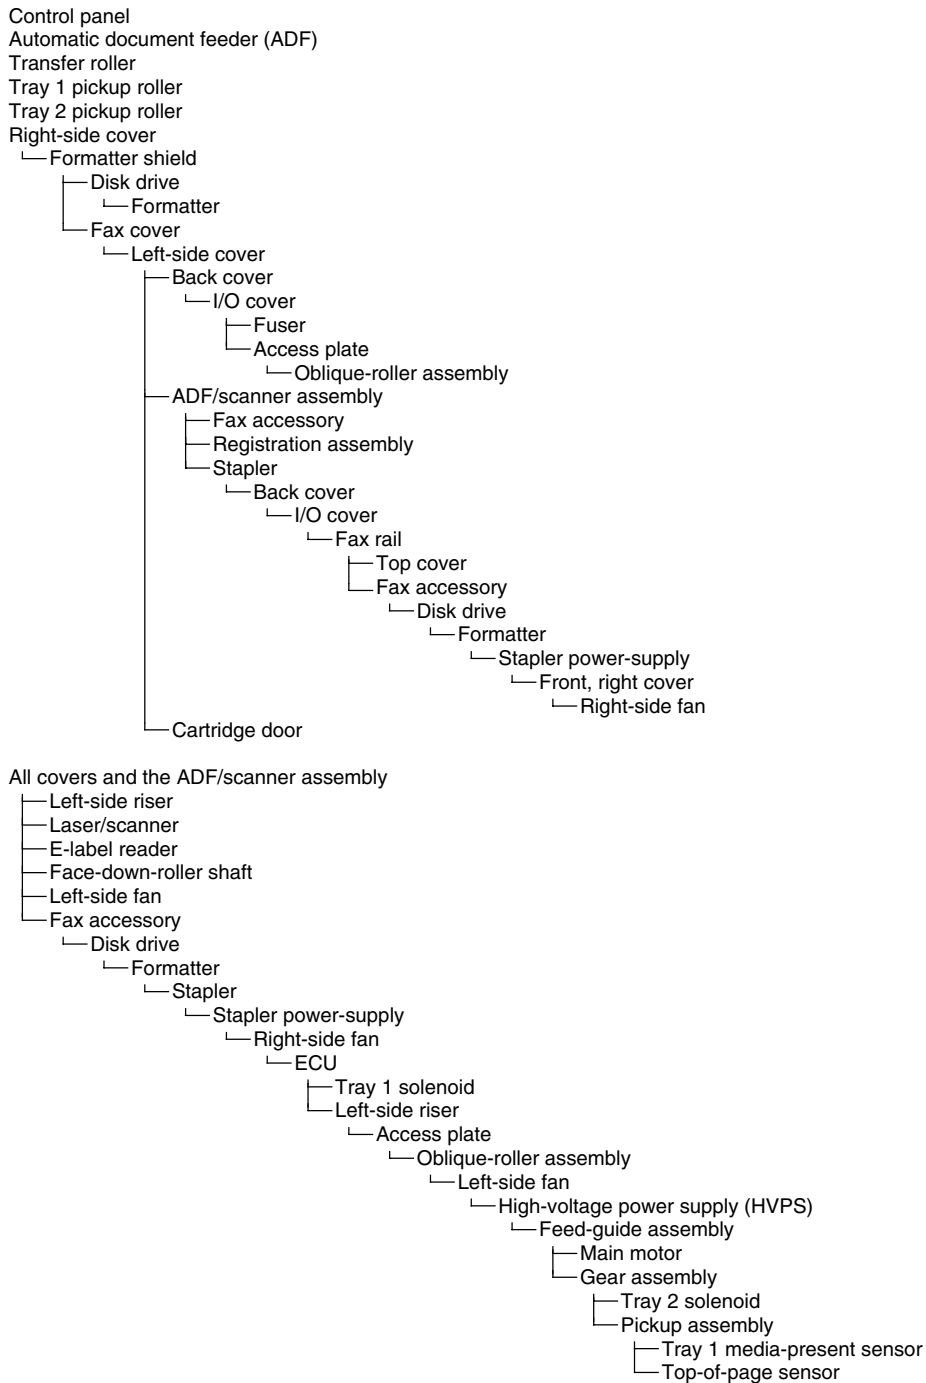 Control panel
Automatic document feeder (ADF)
Transfer roller
Tray 1 pickup roller
Tray 2 pickup roller
Right-side cover
Formatter shield
Disk drive
Formatter
Fax cover
Left-side cover
Back cover
I/O cover
Fuser
Access plate
Oblique-roller assembly
ADF/scanner assembly
Fax accessory
Registration assembly
Stapler
Back cover
I/O cover
Fax rail
Top cover
Fax accessory
Disk drive
Formatter
Stapler power-supply
Front, right cover
Right-side fan
Cartridge door
All covers and the ADF/scanner assembly
Left-side riser
Laser/scanner
E-label reader
Face-down-roller shaft
Left-side fan
Fax accessory
Disk drive
Formatter
Stapler
Stapler power-supply
Right-side fan
ECU
Tray 1 solenoid
Left-side riser
Access plate
Oblique-roller assembly
Left-side fan
High-voltage power supply (HVPS)
Feed-guide assembly
Main motor
Gear assembly
Tray 2 solenoid
Pickup assembly
Tray 1 media-present sensor
Top-of-page sensor